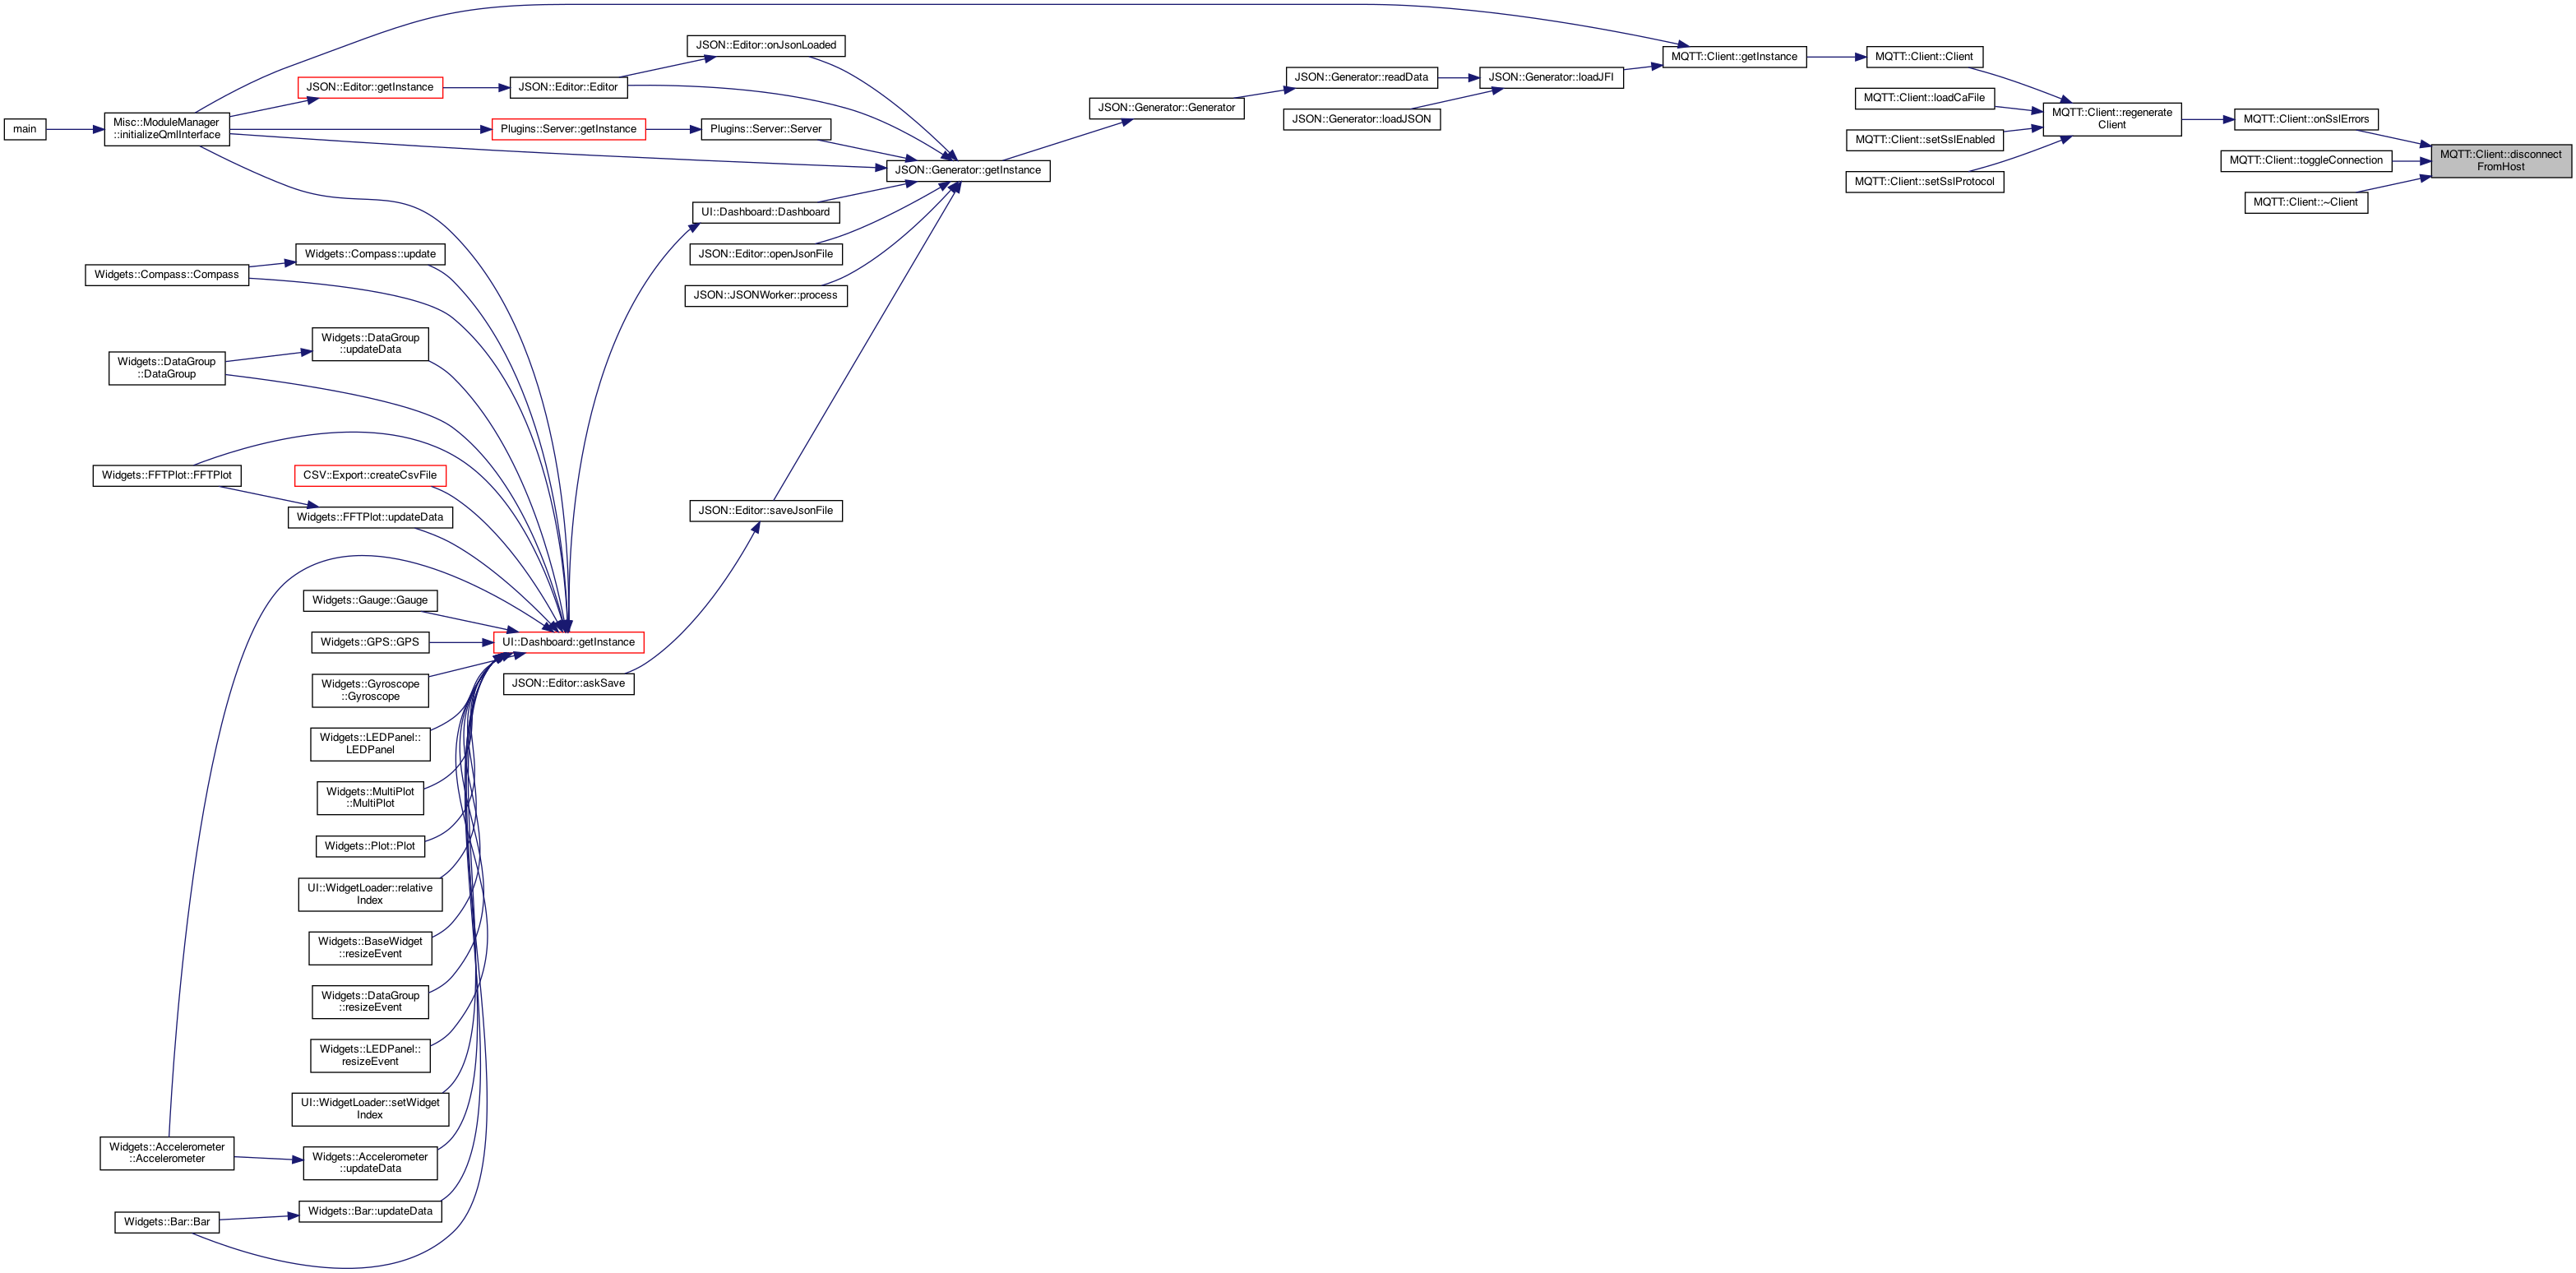 main
Misc::ModuleManager
::initializeQmlInterface
JSON::Editor::getInstance
JSON::Editor::Editor
JSON::Editor::onJsonLoaded
Plugins::Server::getInstance
Plugins::Server::Server
JSON::Generator::getInstance
JSON::Generator::Generator
JSON::Generator::readData
JSON::Generator::loadJSON
JSON::Generator::loadJFI
MQTT::Client::getInstance
MQTT::Client::Client
MQTT::Client::loadCaFile
MQTT::Client::setSslEnabled
MQTT::Client::setSslProtocol
MQTT::Client::regenerate
Client
MQTT::Client::onSslErrors
MQTT::Client::toggleConnection
MQTT::Client::~Client
MQTT::Client::disconnect
FromHost
UI::Dashboard::Dashboard
JSON::Editor::openJsonFile
JSON::JSONWorker::process
JSON::Editor::saveJsonFile
JSON::Editor::askSave
UI::Dashboard::getInstance
Widgets::Compass::update
Widgets::Compass::Compass
Widgets::DataGroup
::updateData
Widgets::DataGroup
::DataGroup
Widgets::FFTPlot::FFTPlot
CSV::Export::createCsvFile
Widgets::FFTPlot::updateData
Widgets::Gauge::Gauge
Widgets::GPS::GPS
Widgets::Gyroscope
::Gyroscope
Widgets::LEDPanel::
LEDPanel
Widgets::MultiPlot
::MultiPlot
Widgets::Plot::Plot
UI::WidgetLoader::relative
Index
Widgets::BaseWidget
::resizeEvent
Widgets::DataGroup
::resizeEvent
Widgets::LEDPanel::
resizeEvent
UI::WidgetLoader::setWidget
Index
Widgets::Accelerometer
::Accelerometer
Widgets::Accelerometer
::updateData
Widgets::Bar::updateData
Widgets::Bar::Bar